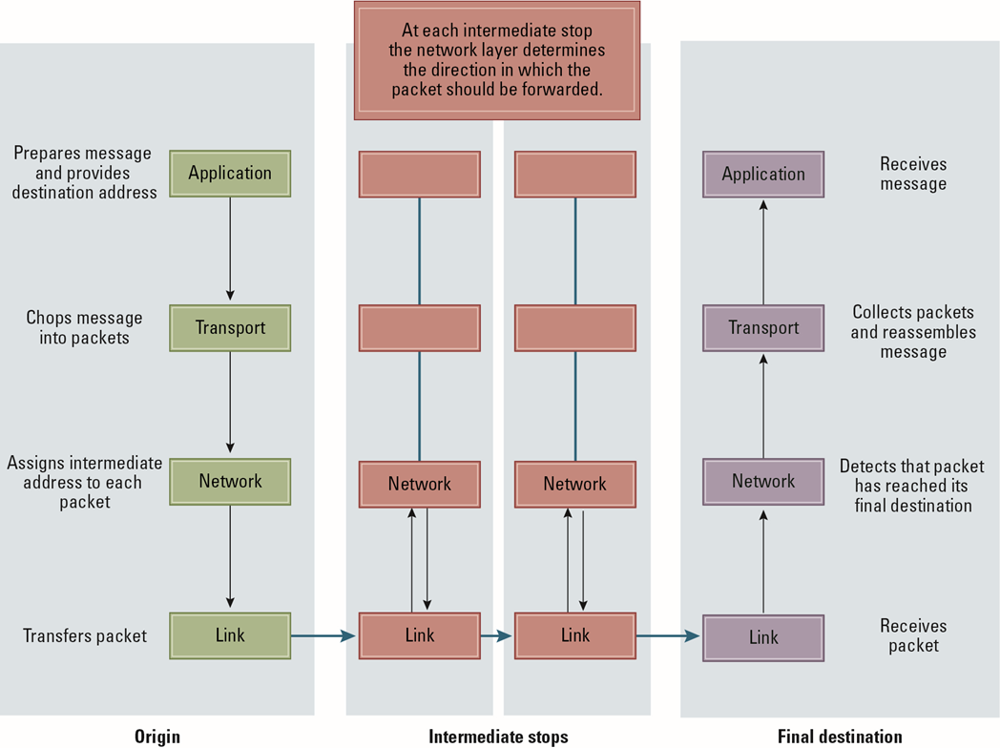 At each intermediate stop
the network layer determines
the direction in which the
packet should be forwarded.
Prepares message
and provides
destination address
Application
Application
Receives
message
Chops message
into packets
Transport
Transport
Collects packets
and reassembles
message
Assigns intermediate
address to each
packet
Network
Network
Network
Network
Detects that packet
has reached its
final destination
Transfers packet
Link
Link
Link
Link
Receives
packet
Origin
Intermediate stops
Final destination